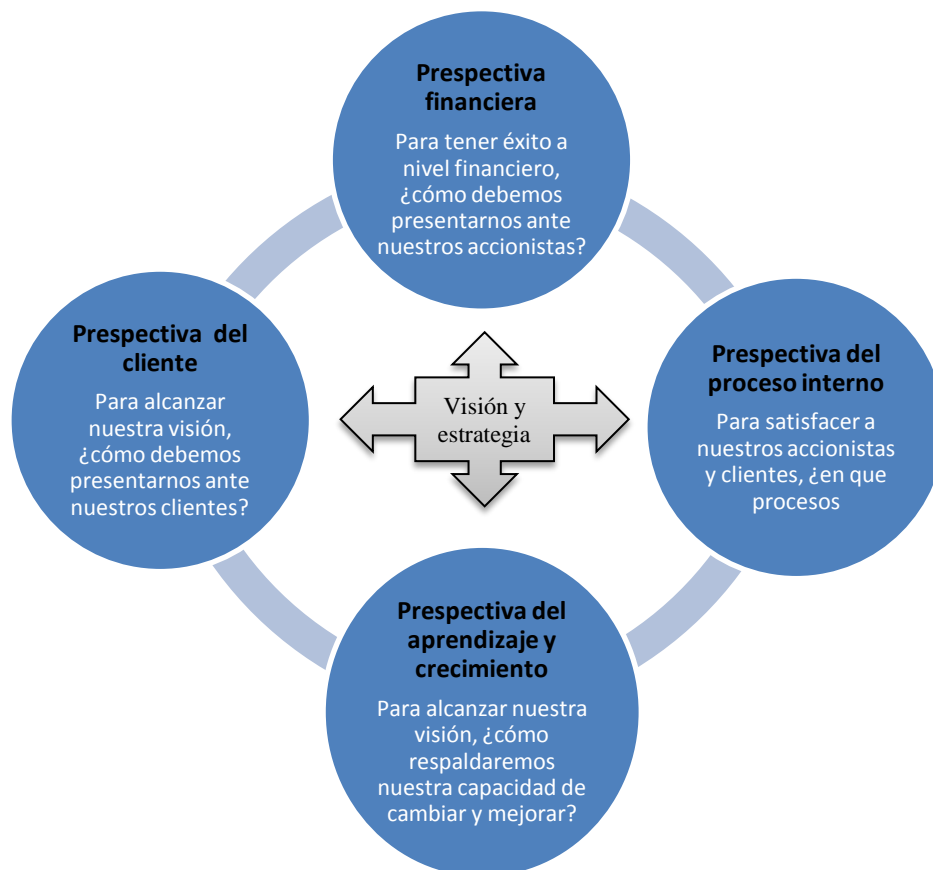 Prespectiva
financiera
Para tener éxito a
nivel financiero,
¿cómo debemos
presentarnos ante
nuestros accionistas?
Prespectiva del
cliente
Para alcanzar
nuestra visión,
¿cómo debemos
presentarnos ante
nuestros clientes?
Visión y
estrategia
Prespectiva del
proceso interno
Para satisfacer a
nuestros accionistas
y clientes, ¿en que
procesos
Prespectiva del
aprendizaje y
crecimiento
Para alcanzar nuestra
visión, ¿cómo
respaldaremos
nuestra capacidad de
cambiar y mejorar?